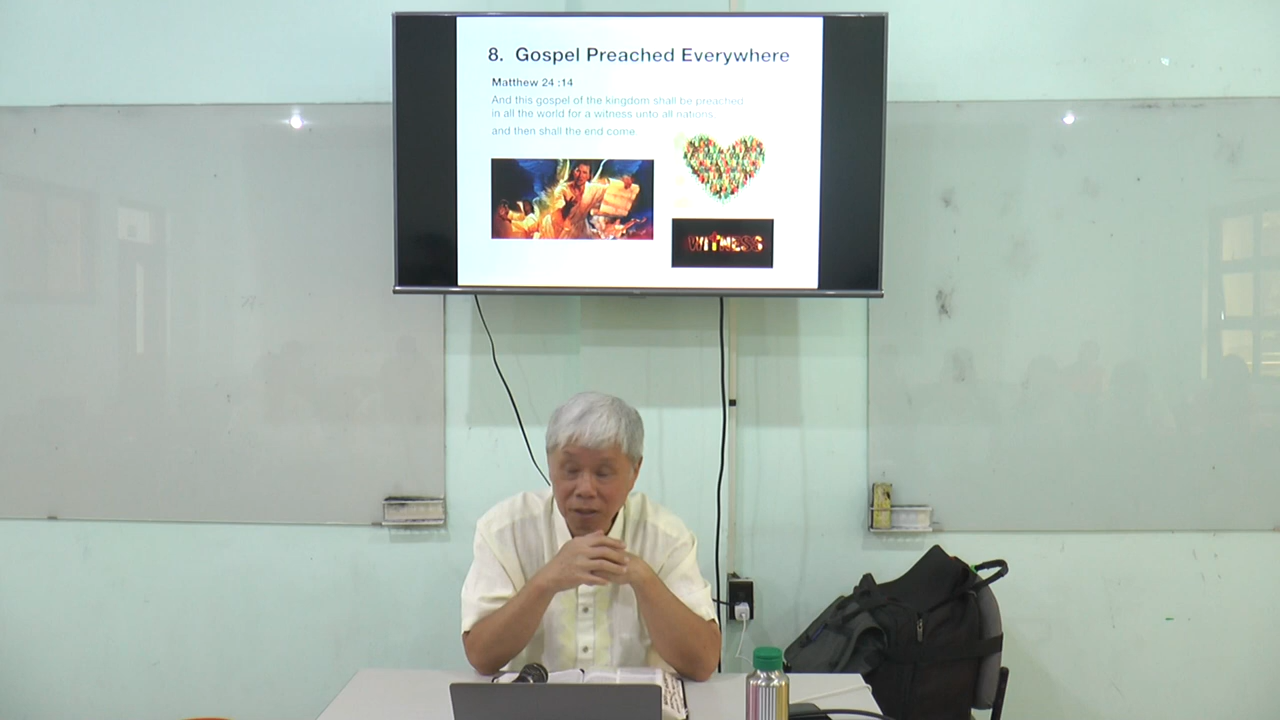 8. Gospel Preached Everywhere
Matthew 24 :14
And this gospel of the kingdom shall be preached
in all the world for a witness unto all nations;
and then shall the end come.
WITNESS